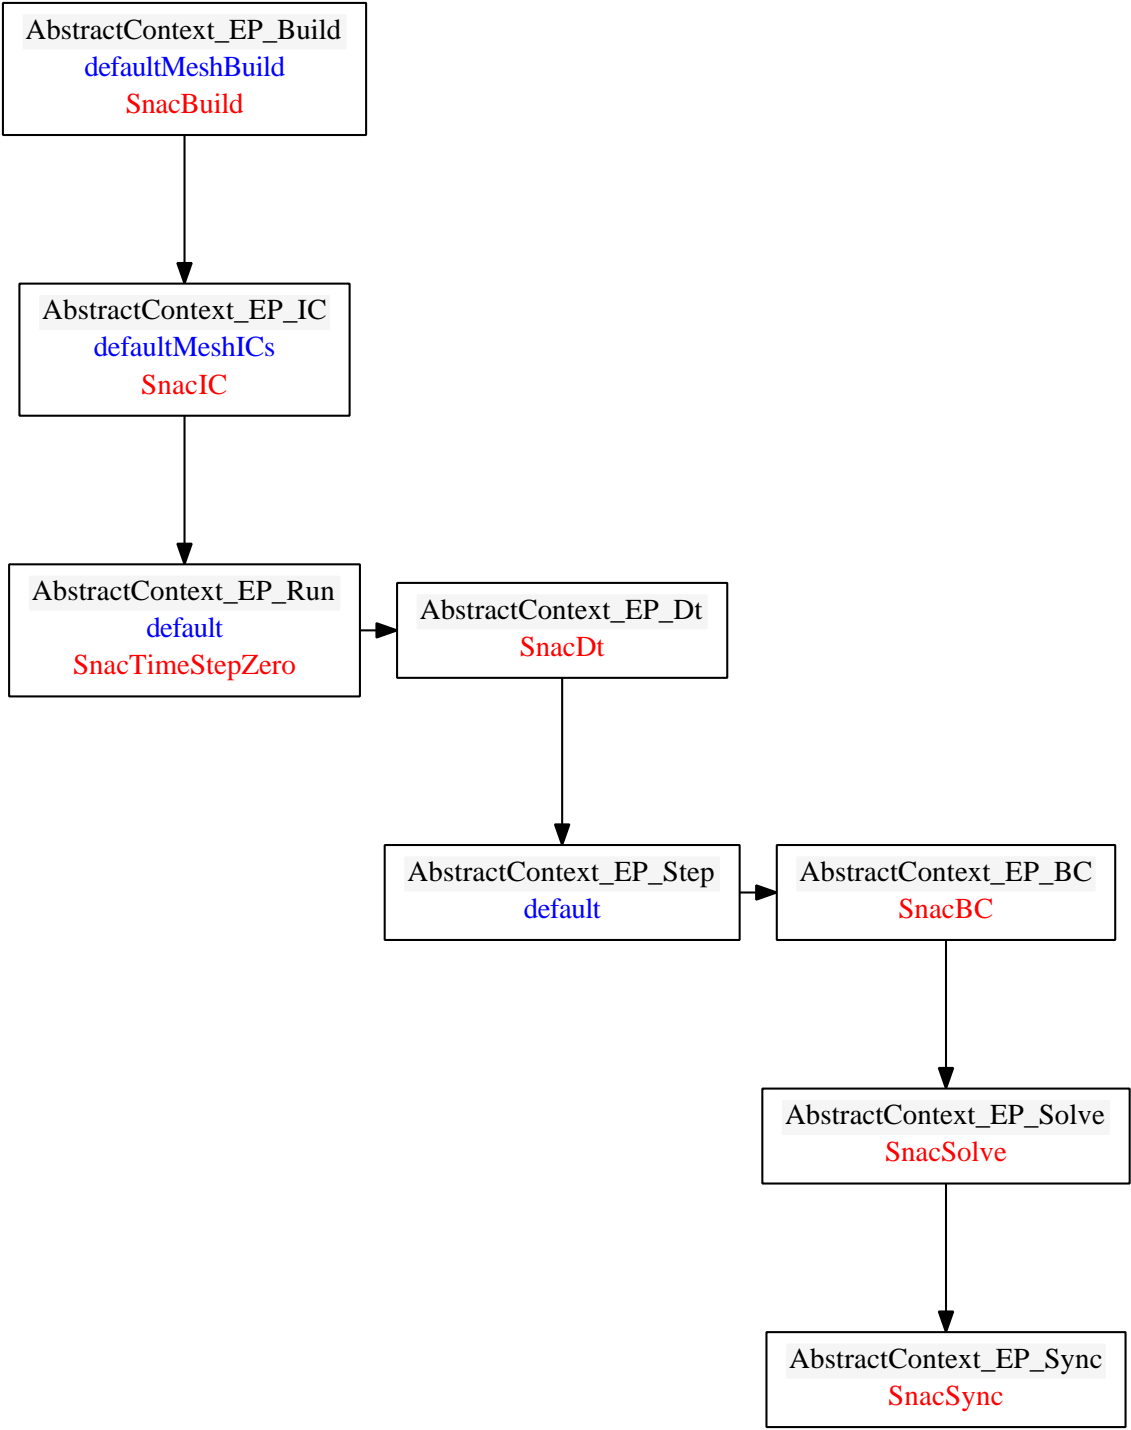 AbstractContext_EP_Build
defaultMeshBuild
SnacBuild
AbstractContext_EP_IC
defaultMeshICs
SnacIC
AbstractContext_EP_Run
default
SnacTimeStepZero
AbstractContext_EP_Dt
SnacDt
AbstractContext_EP_Step
default
AbstractContext_EP_BC
SnacBC
AbstractContext_EP_Solve
SnacSolve
AbstractContext_EP_Sync
SnacSync